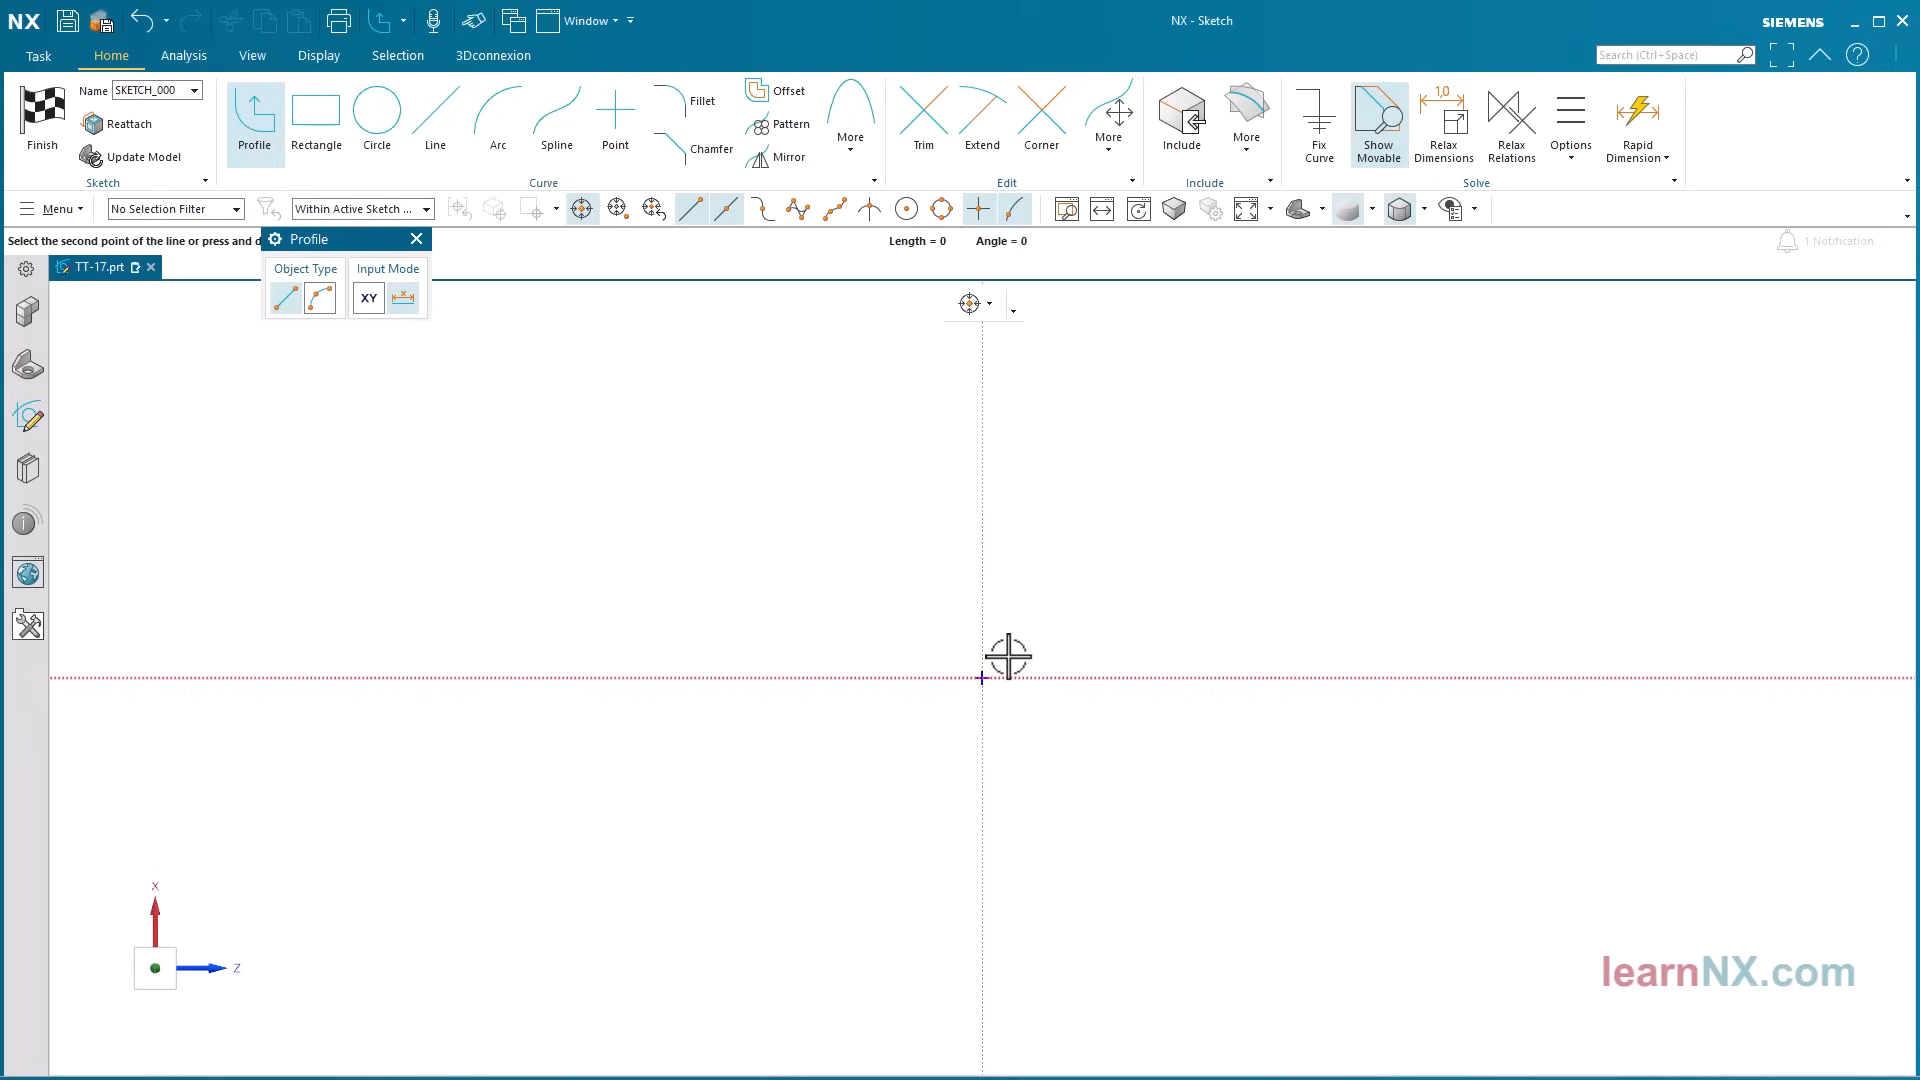 NX
Window
NX - Sketch
SIEMENS
Task
Home
Analysis
View
Display
Selection
3Dconnexion
Search (Ctrl+Space)
Finish
Name
SKETCH_000
Reattach
Update Model
Sketch
Profile
Rectangle
Circle
Line
Arc
Spline
Point
Fillet
Chamfer
Offset
Pattern
Mirror
More
Curve
Trim
Extend
Corner
More
Edit
Include
More
Include
Fix
Curve
Show
Movable
Relax
Dimensions
Relax
Relations
Options
1,0
Rapid
Dimension
Solve
Menu
No Selection Filter
Within Active Sketch ...
Select the second point of the line or press and d
Profile
Length = 0
Angle = 0
1 Notification
TT-17.prt
Object Type
Input Mode
XY
X
Z
learnNX.com